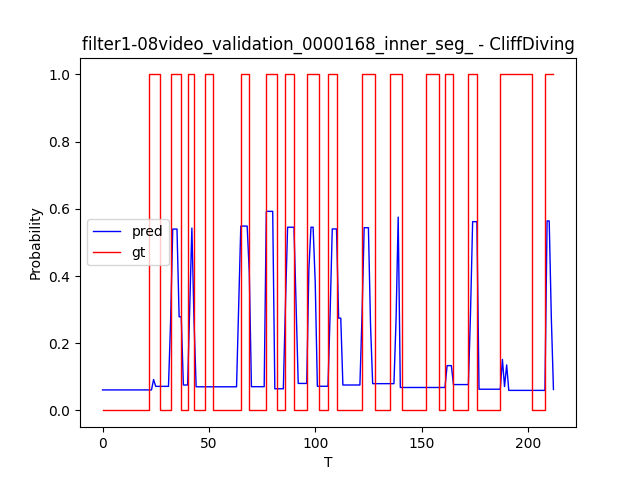 filter1-08video_validation_0000168_inner_seg_ - CliffDiving
1.0
0.8
0.6
0.4
0.2
0.0
Probability
pred
gt
0 50 100 150 200
T